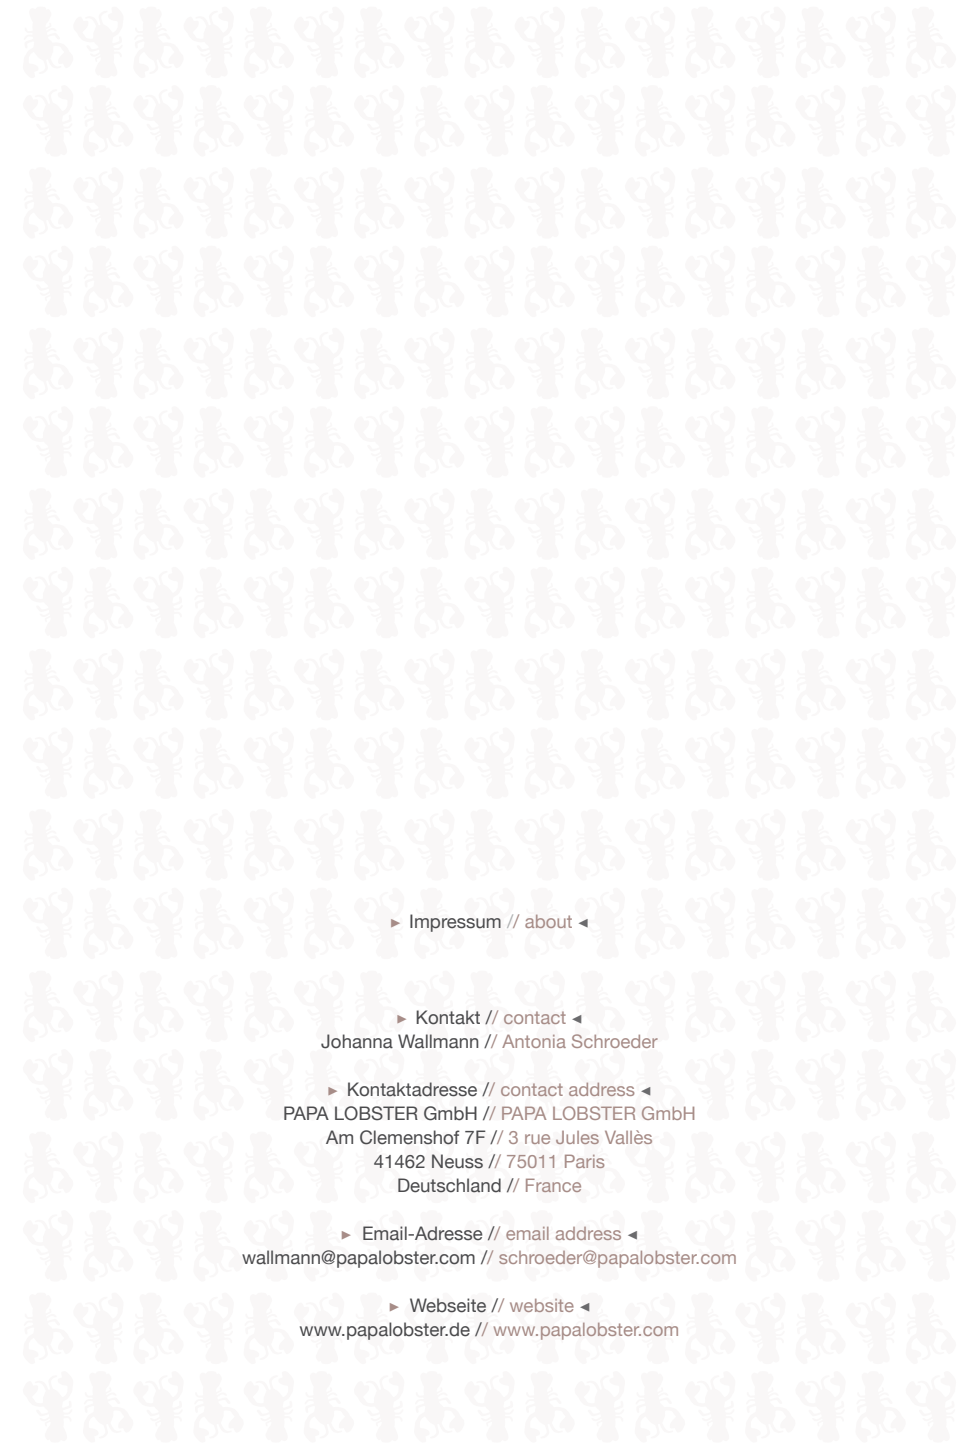 ▸ Impressum // about ◂
▸ Kontakt // contact ◂
Johanna Wallmann // Antonia Schroeder
▸ Kontaktadresse // contact address ◂
PAPA LOBSTER GmbH // PAPA LOBSTER GmbH
Am Clemenshof 7F // 3 rue Jules Vallès
41462 Neuss // 75011 Paris
Deutschland // France
▸ Email-Adresse // email address ◂
wallmann@papalobster.com // schroeder@papalobster.com
▸ Webseite // website ◂
www.papalobster.de // www.papalobster.com